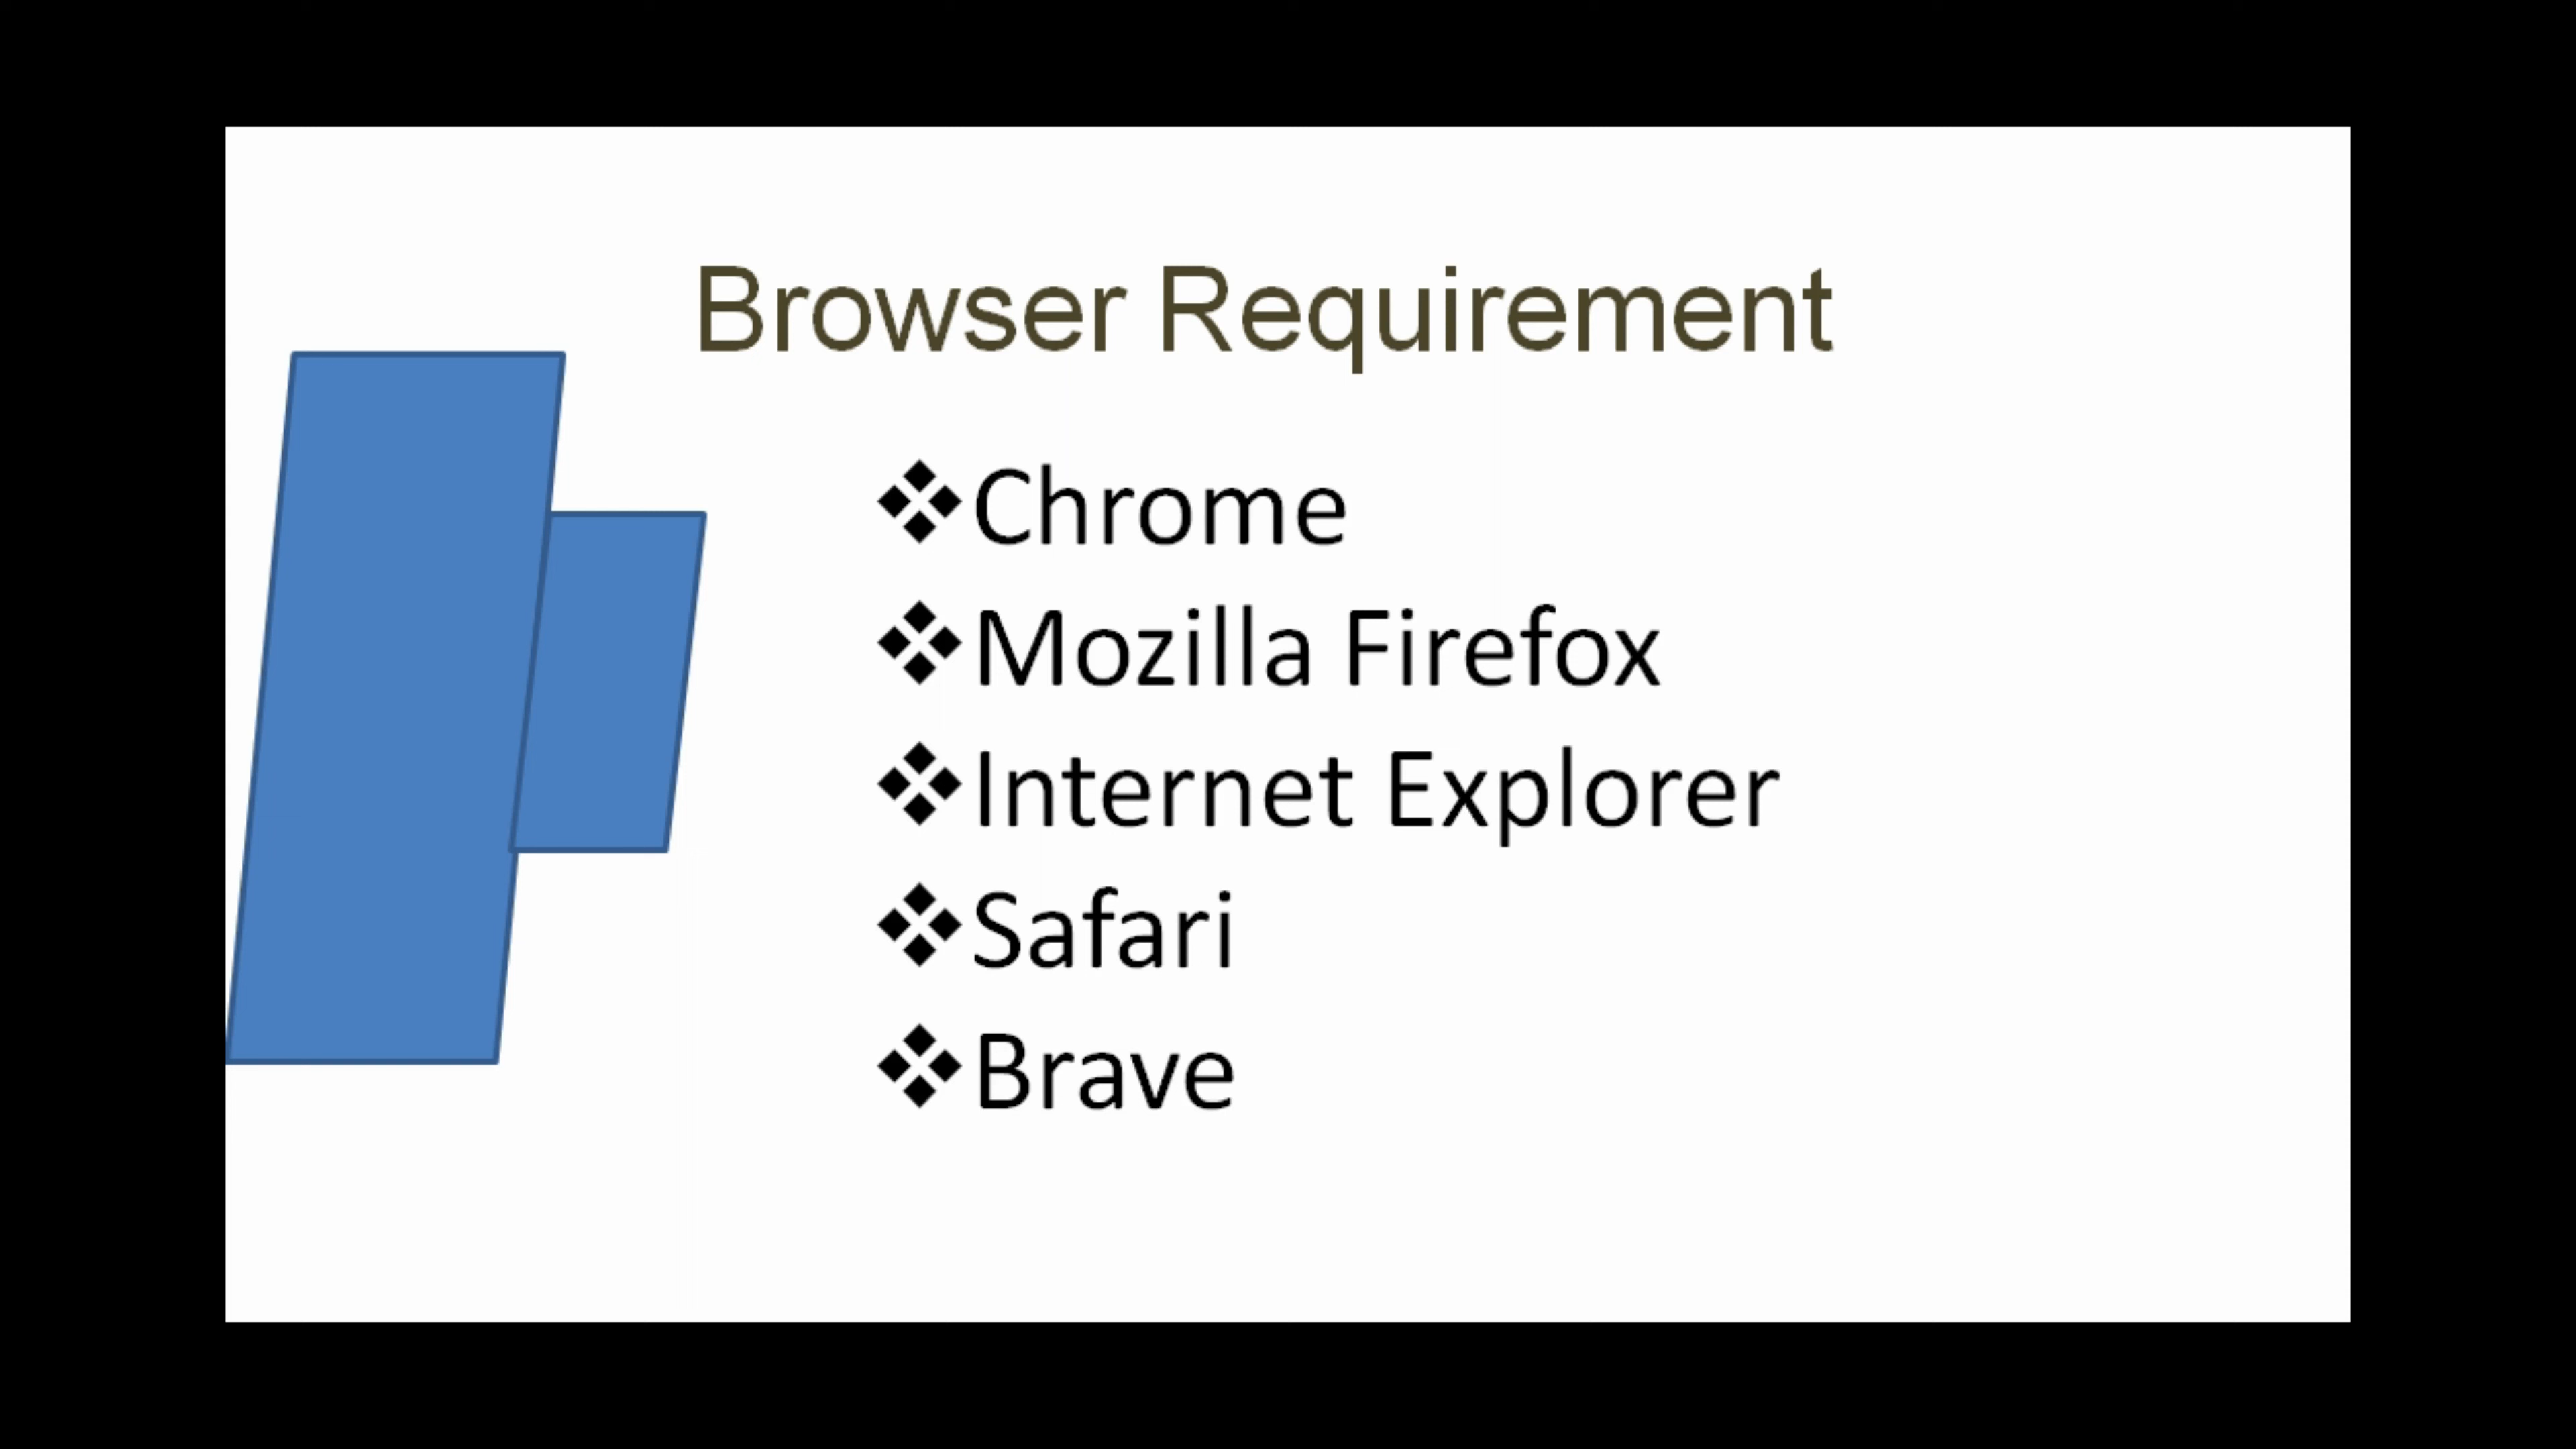 Browser Requirement
❖Chrome
❖Mozilla Firefox
❖Internet Explorer
❖Safari
❖Brave